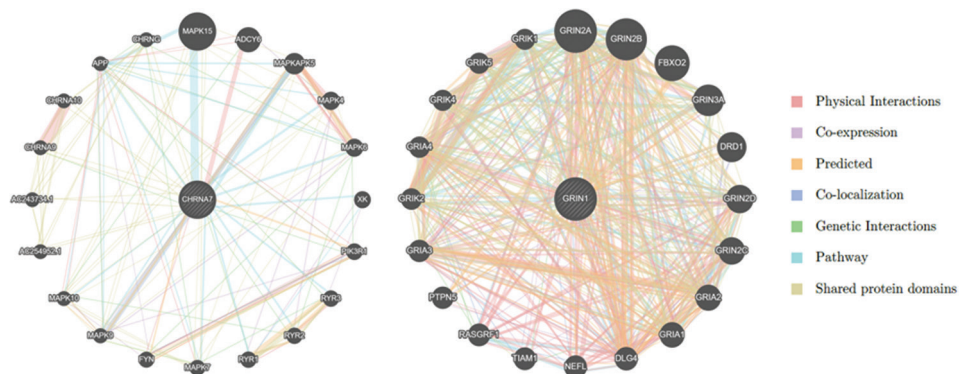 MAPK15
ADCY6
MAPKAPK5
MAPK4
MAPK6
XK
PIK3R1
RYR3
RYR2
RYR1
MAPK7
FYN
MAPK9
MAPK10
AC254952.1
AC243734.1
CHRNA9
CHRNA10
APP
CHRNG
CHRNA7
GRIN2A
GRIN2B
FBXO2
GRIN3A
DRD1
GRIN2D
GRIN2C
GRIA2
GRIA1
DLG4
NEFL
TIAM1
RASGRF1
PTPN5
GRIA3
GRIK2
GRIA4
GRIK4
GRIK5
GRIK1
GRIN1
Physical Interactions
Co-expression
Predicted
Co-localization
Genetic Interactions
Pathway
Shared protein domains